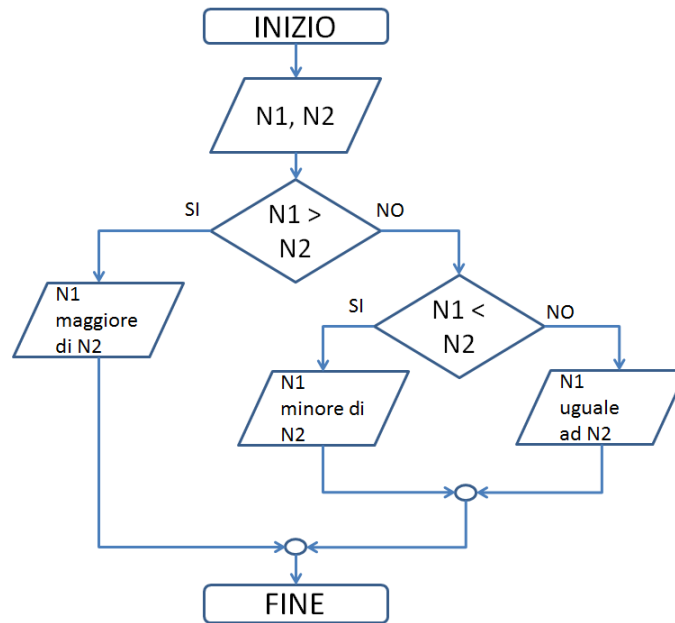 INIZIO
N1, N2
SI
N1 >
N2
NO
N1
maggiore
di N2
SI
N1 <
N2
NO
N1
minore di
N2
N1
uguale
ad N2
FINE